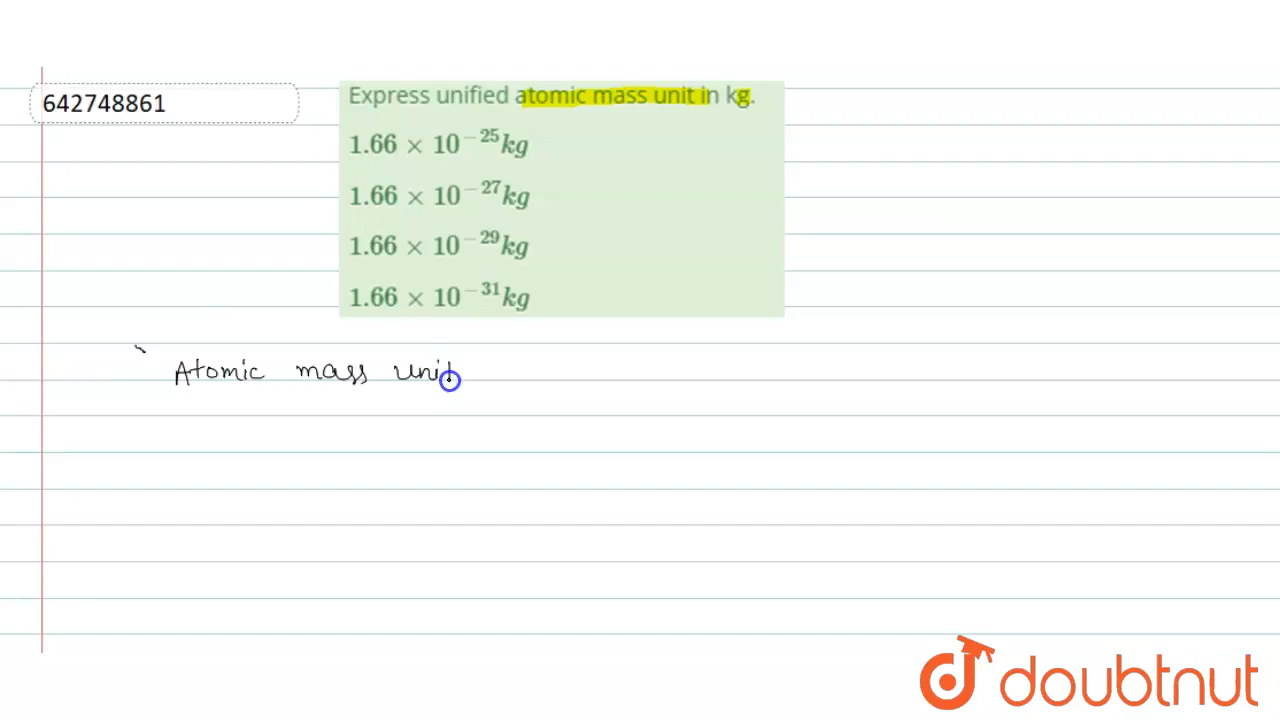 642748861
Express unified atomic mass unit in kg.
1.66 × 10^{-25} kg
1.66 × 10^{-27} kg
1.66 × 10^{-29} kg
1.66 × 10^{-31} kg
Atomic mass unit
doubtnut